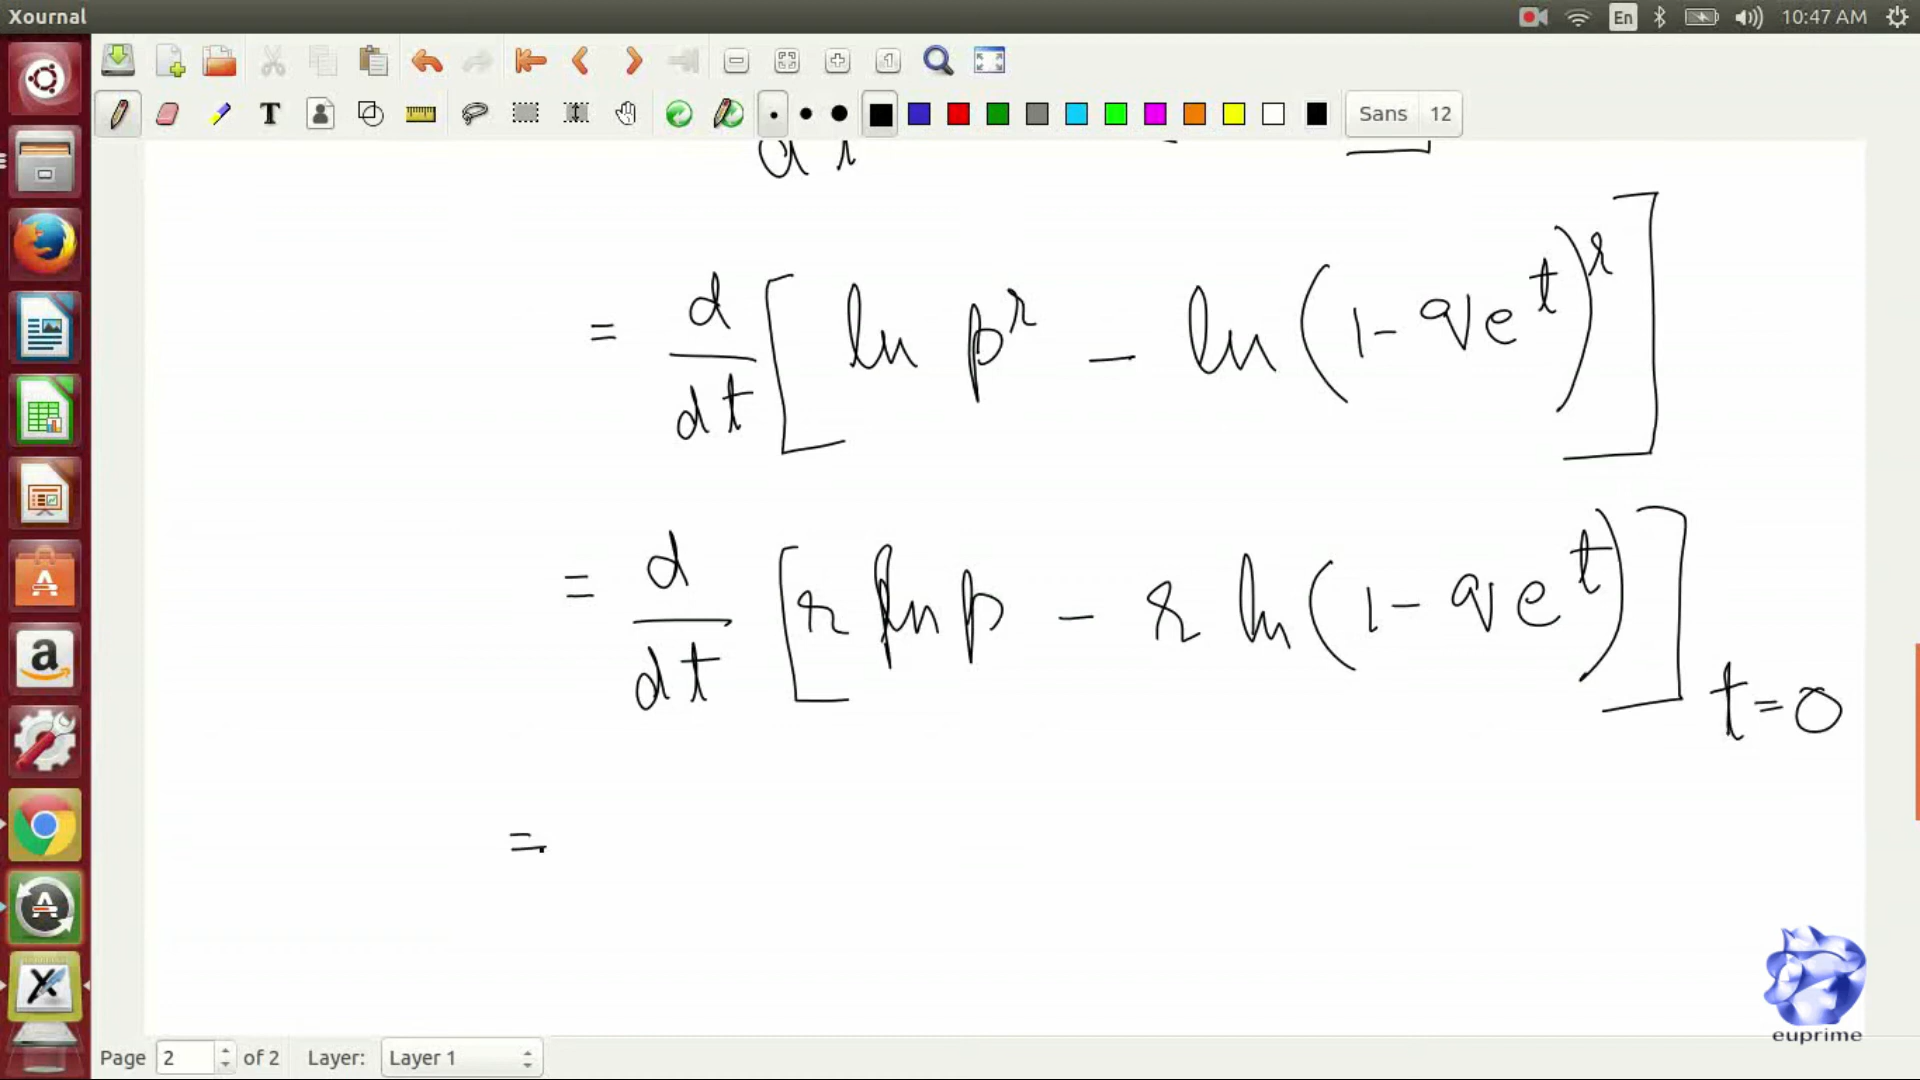 Xournal
En
10:47 AM
Sans 12
= d/dt [ ln p^r − ln (1 − qe^t)^r ]
= d/dt [ r ln p − r ln (1 − qe^t) ] t=0
=
euprime
Page 2 of 2 Layer: Layer 1